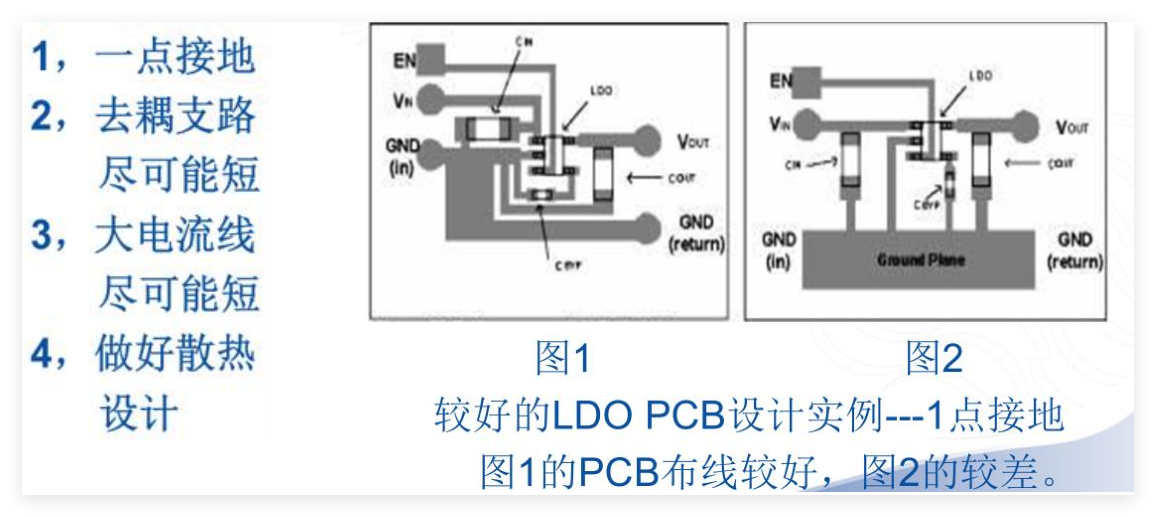 1，一点接地
2，去耦支路
尽可能短
3，大电流线
尽可能短
4，做好散热
设计
CIN
EN
LDO
VIN
GND
(in)
VOUT
COUT
GND
(return)
CBYP
图1
LDO
EN
VIN
VOUT
CIN
COUT
CBYP
GND
(in)
Ground Plane
GND
(return)
图2
较好的LDO PCB设计实例---1点接地
图1的PCB布线较好，图2的较差。